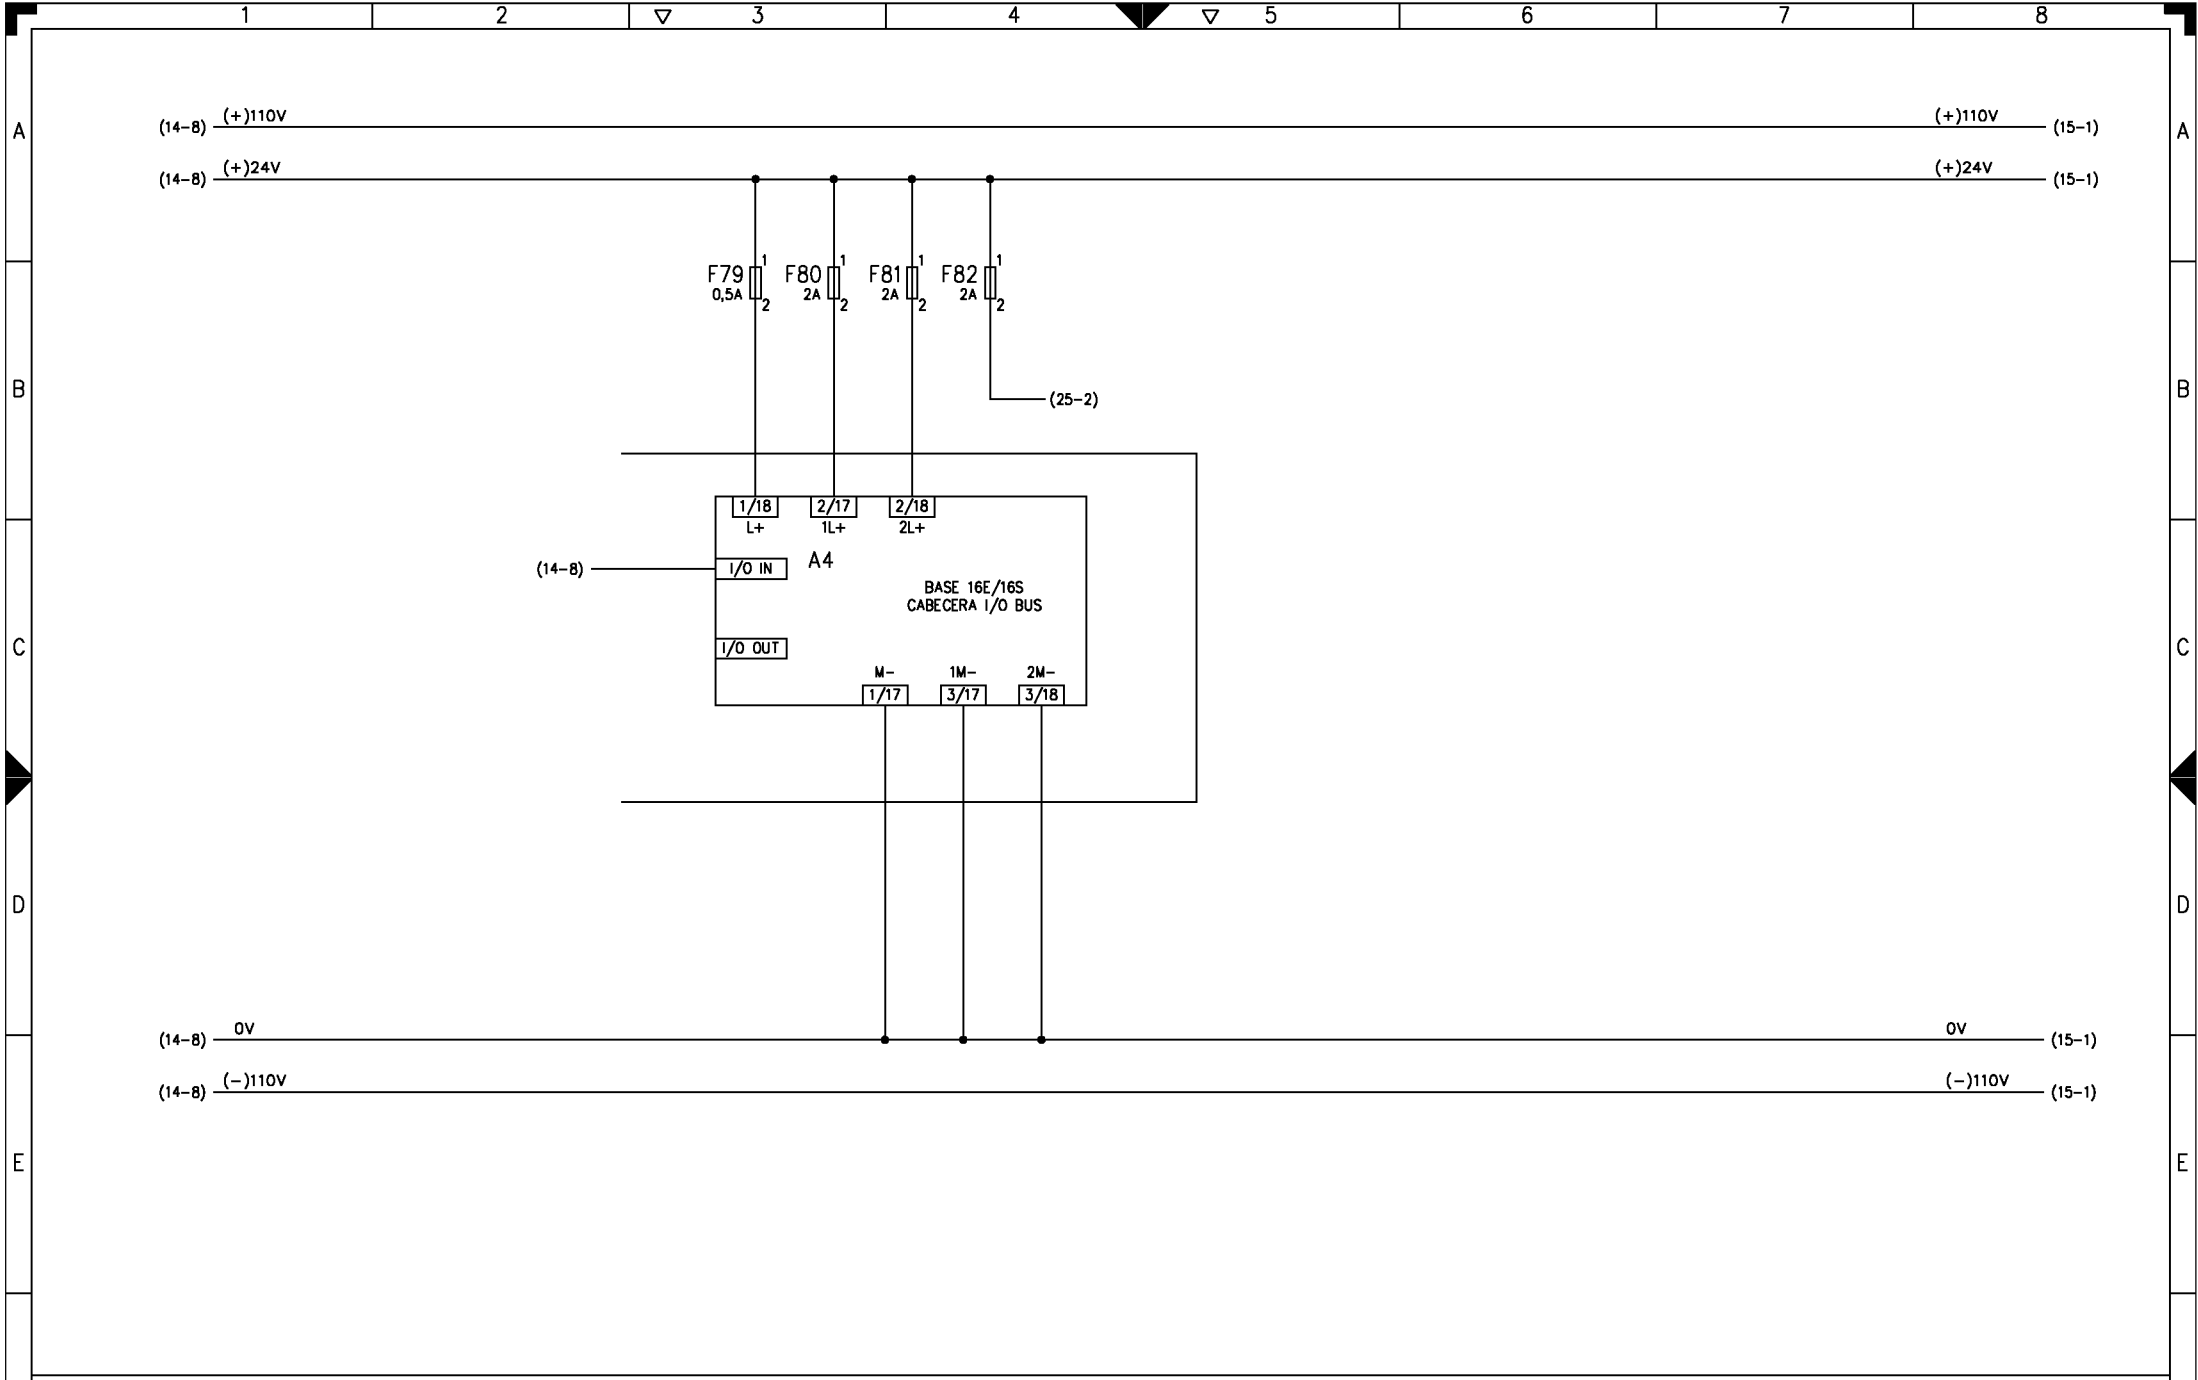 1 2 3 4 5 6 7 8
A A
(14-8) (+)110V (+)110V (15-1)
(14-8) (+)24V (+)24V (15-1)
1 1 1 1
F79 F80 F81 F82
0,5A 2A 2A 2A
2 2 2 2
B B
(25-2)
1/18 2/17 2/18
L+ 1L+ 2L+
A4
(14-8) I/O IN
BASE 16E/16S
CABECERA I/O BUS
C C
I/O OUT
M- 1M- 2M-
1/17 3/17 3/18
D D
(14-8) 0V 0V (15-1)
(14-8) (-)110V (-)110V (15-1)
E E